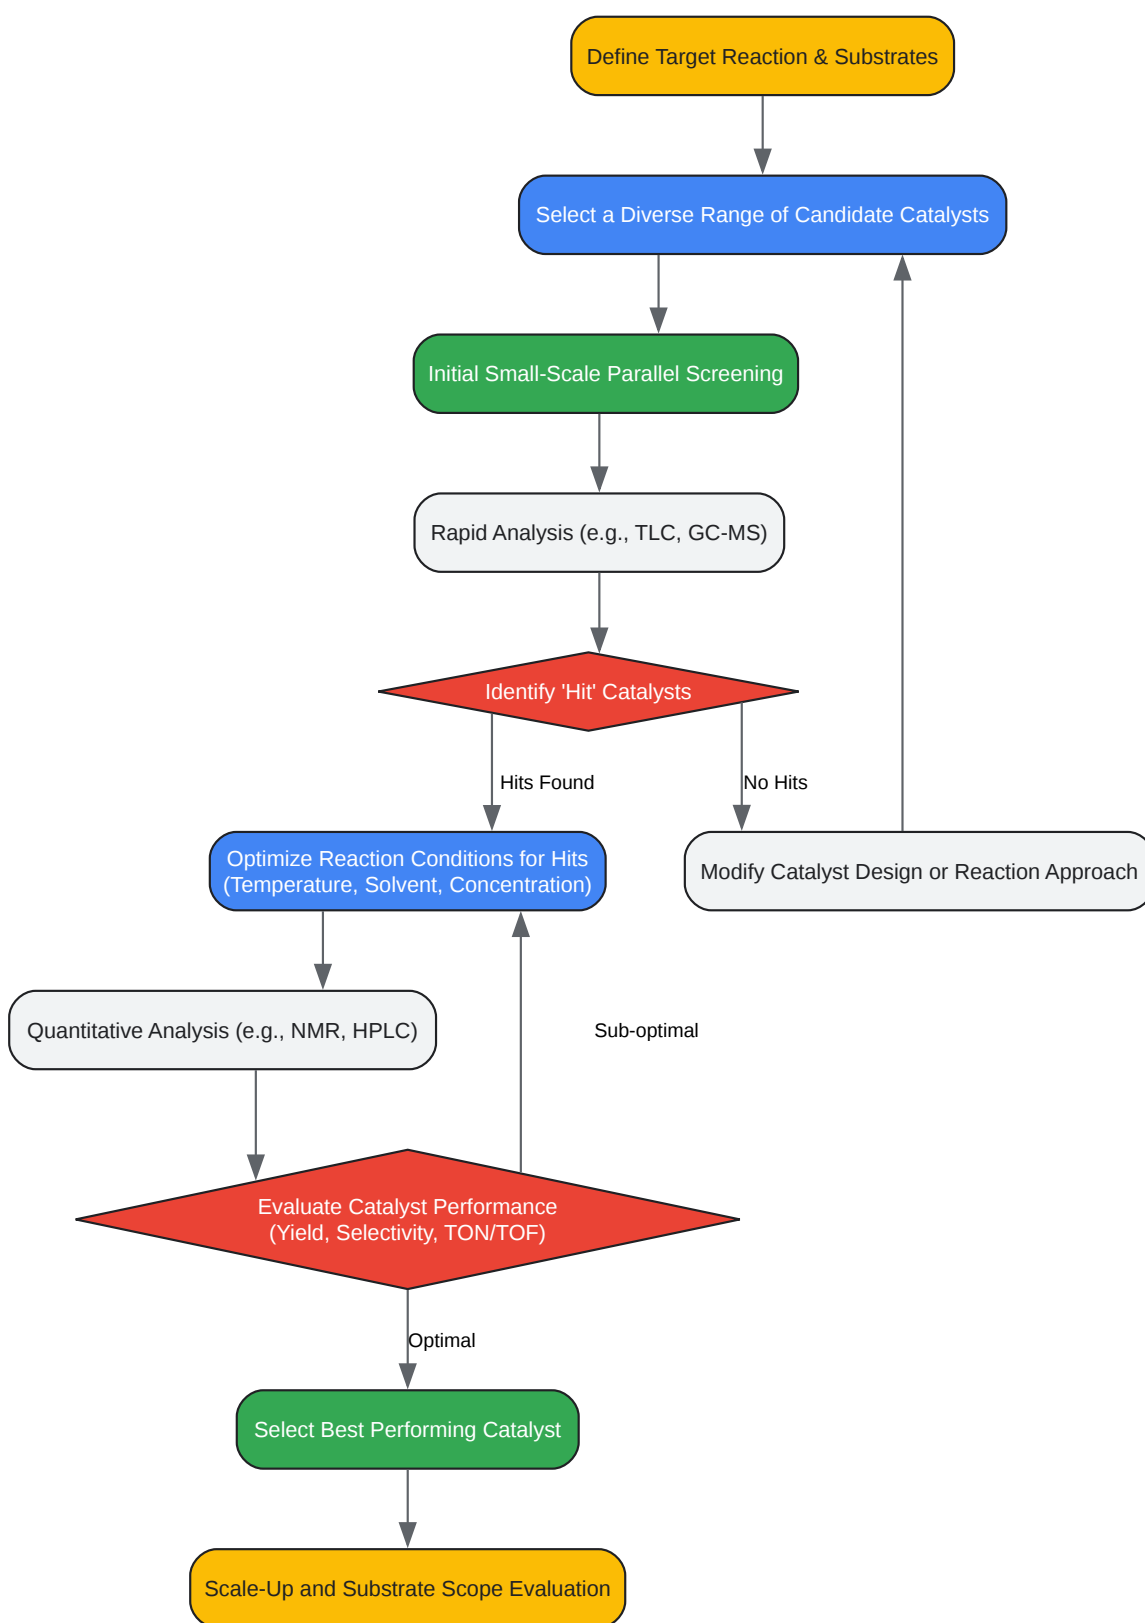 Define Target Reaction & Substrates
Select a Diverse Range of Candidate Catalysts
Initial Small-Scale Parallel Screening
Rapid Analysis (e.g., TLC, GC-MS)
Identify 'Hit' Catalysts
Hits Found
No Hits
Optimize Reaction Conditions for Hits
(Temperature, Solvent, Concentration)
Modify Catalyst Design or Reaction Approach
Quantitative Analysis (e.g., NMR, HPLC)
Sub-optimal
Evaluate Catalyst Performance
(Yield, Selectivity, TON/TOF)
Optimal
Select Best Performing Catalyst
Scale-Up and Substrate Scope Evaluation